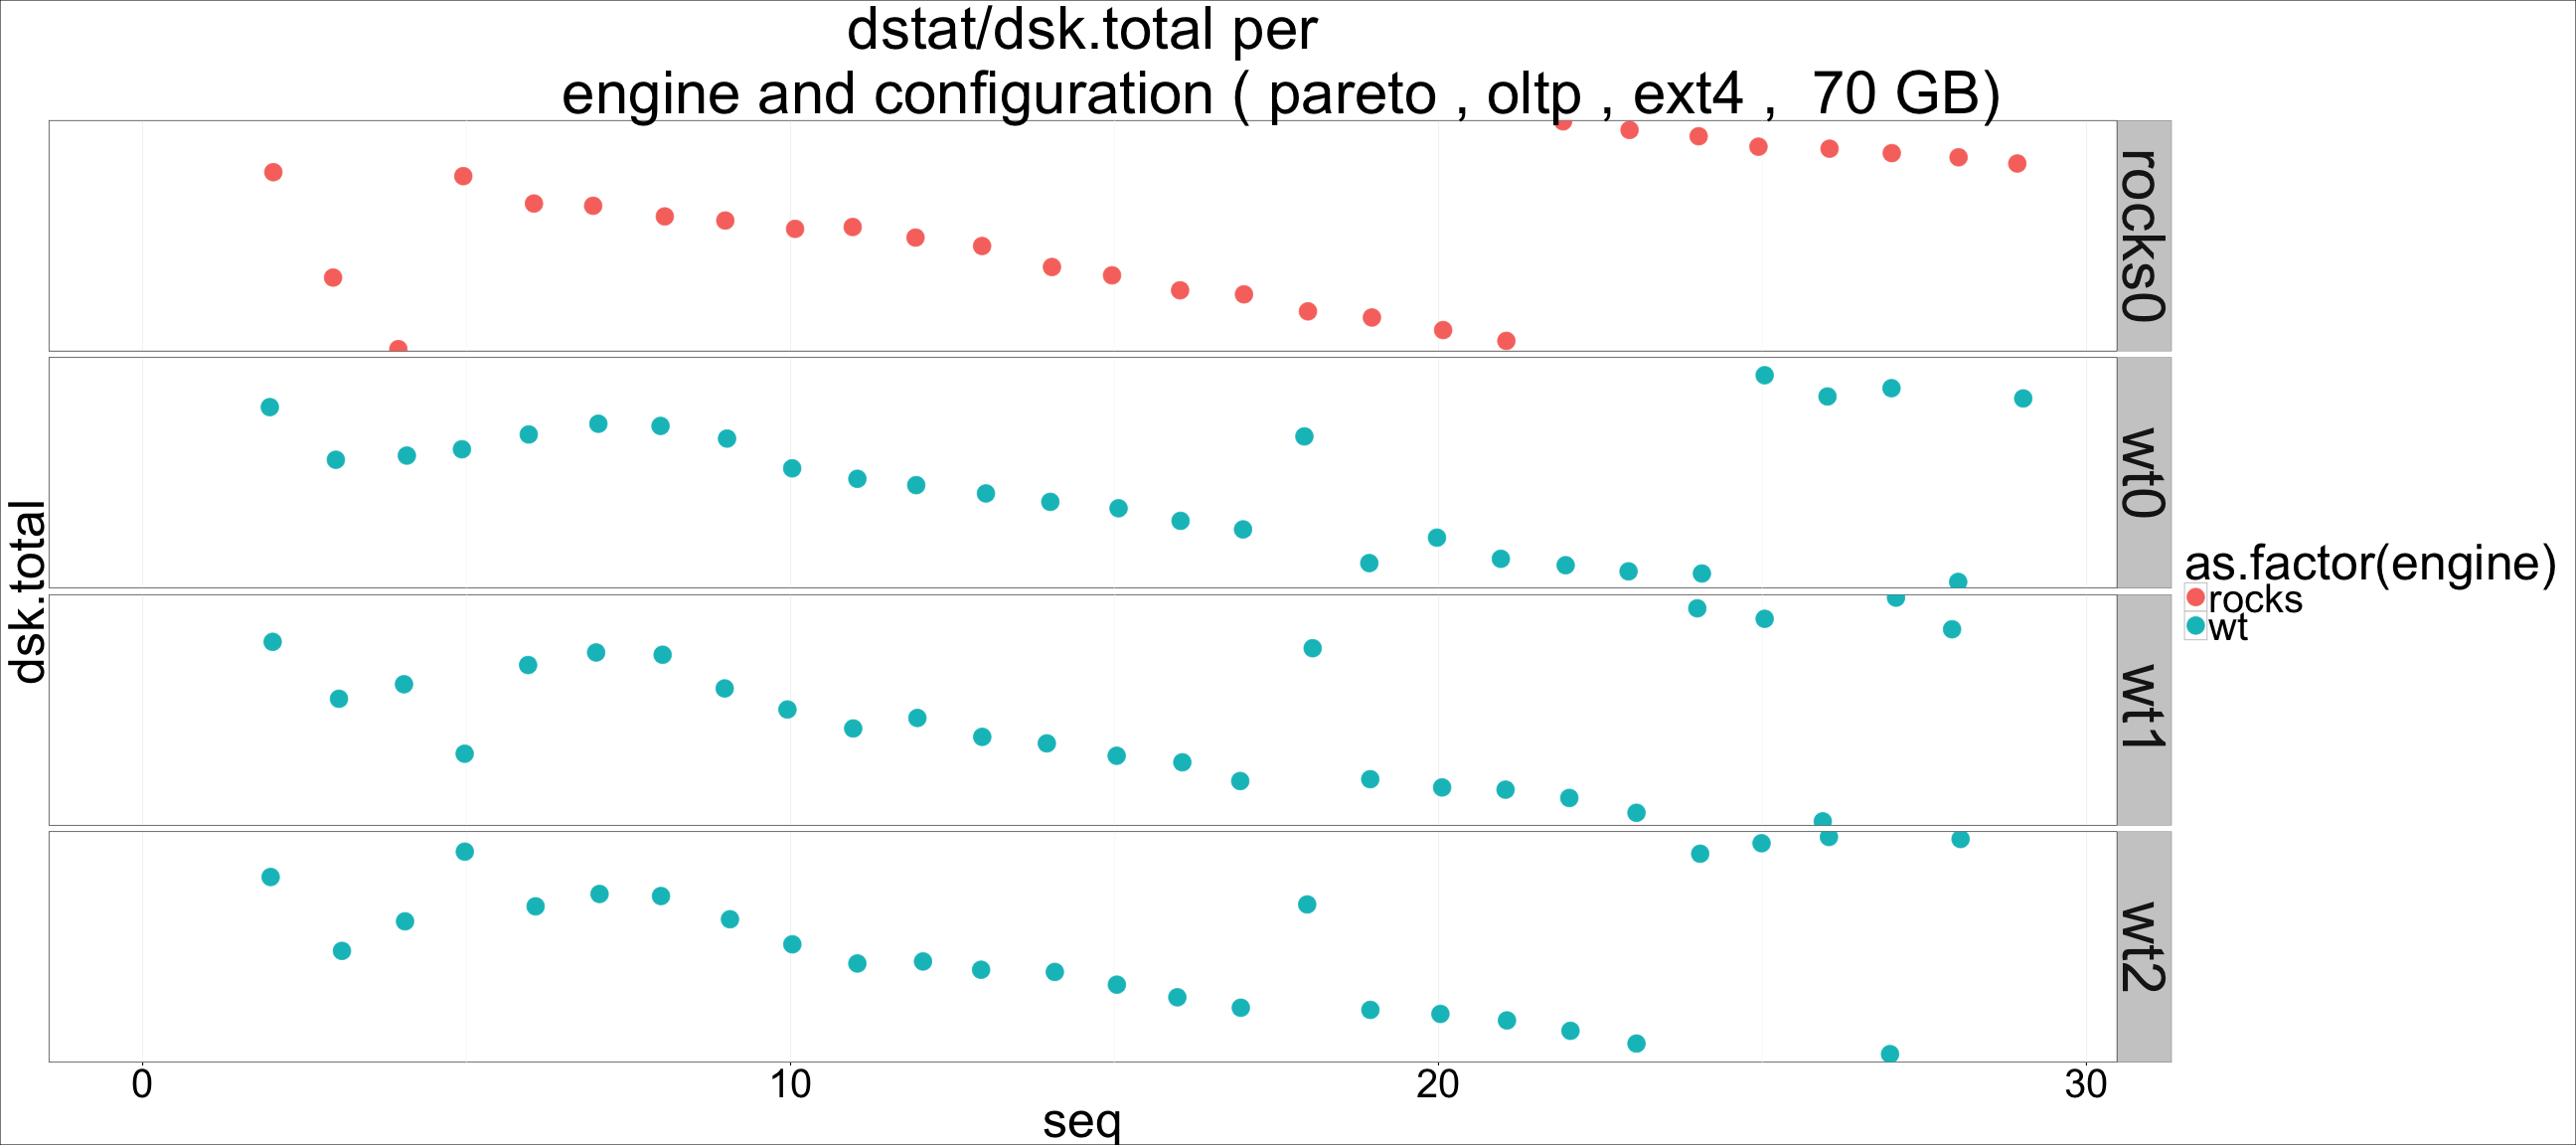 dstat/dsk.total per
engine and configuration ( pareto , oltp , ext4 ,  70 GB)
rocks0
wt0
wt1
wt2
dsk.total
0 10 20 30
seq
as.factor(engine)
rocks
wt